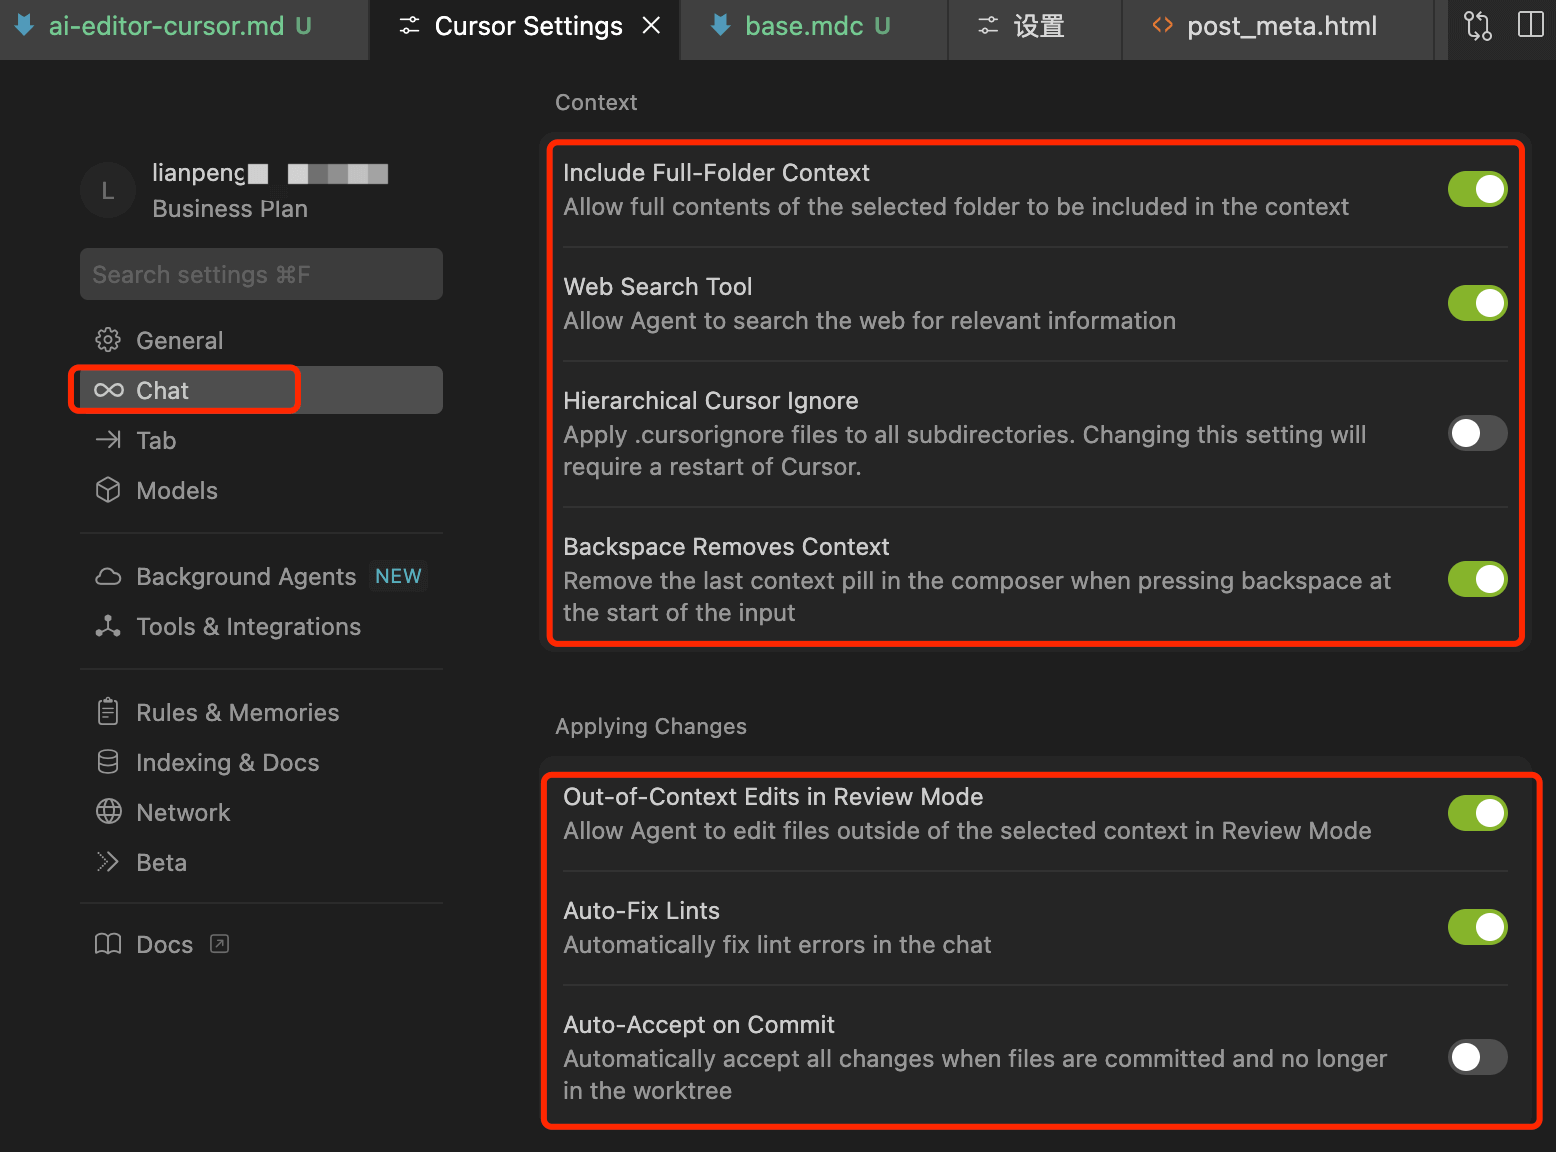 ai-editor-cursor.md U
Cursor Settings
base.mdc U
设置
post_meta.html
L
lianpeng
Business Plan
Search settings ⌘F
General
Chat
Tab
Models
Background Agents NEW
Tools & Integrations
Rules & Memories
Indexing & Docs
Network
Beta
Docs
Context
Include Full-Folder Context
Allow full contents of the selected folder to be included in the context
Web Search Tool
Allow Agent to search the web for relevant information
Hierarchical Cursor Ignore
Apply .cursorignore files to all subdirectories. Changing this setting will
require a restart of Cursor.
Backspace Removes Context
Remove the last context pill in the composer when pressing backspace at
the start of the input
Applying Changes
Out-of-Context Edits in Review Mode
Allow Agent to edit files outside of the selected context in Review Mode
Auto-Fix Lints
Automatically fix lint errors in the chat
Auto-Accept on Commit
Automatically accept all changes when files are committed and no longer
in the worktree